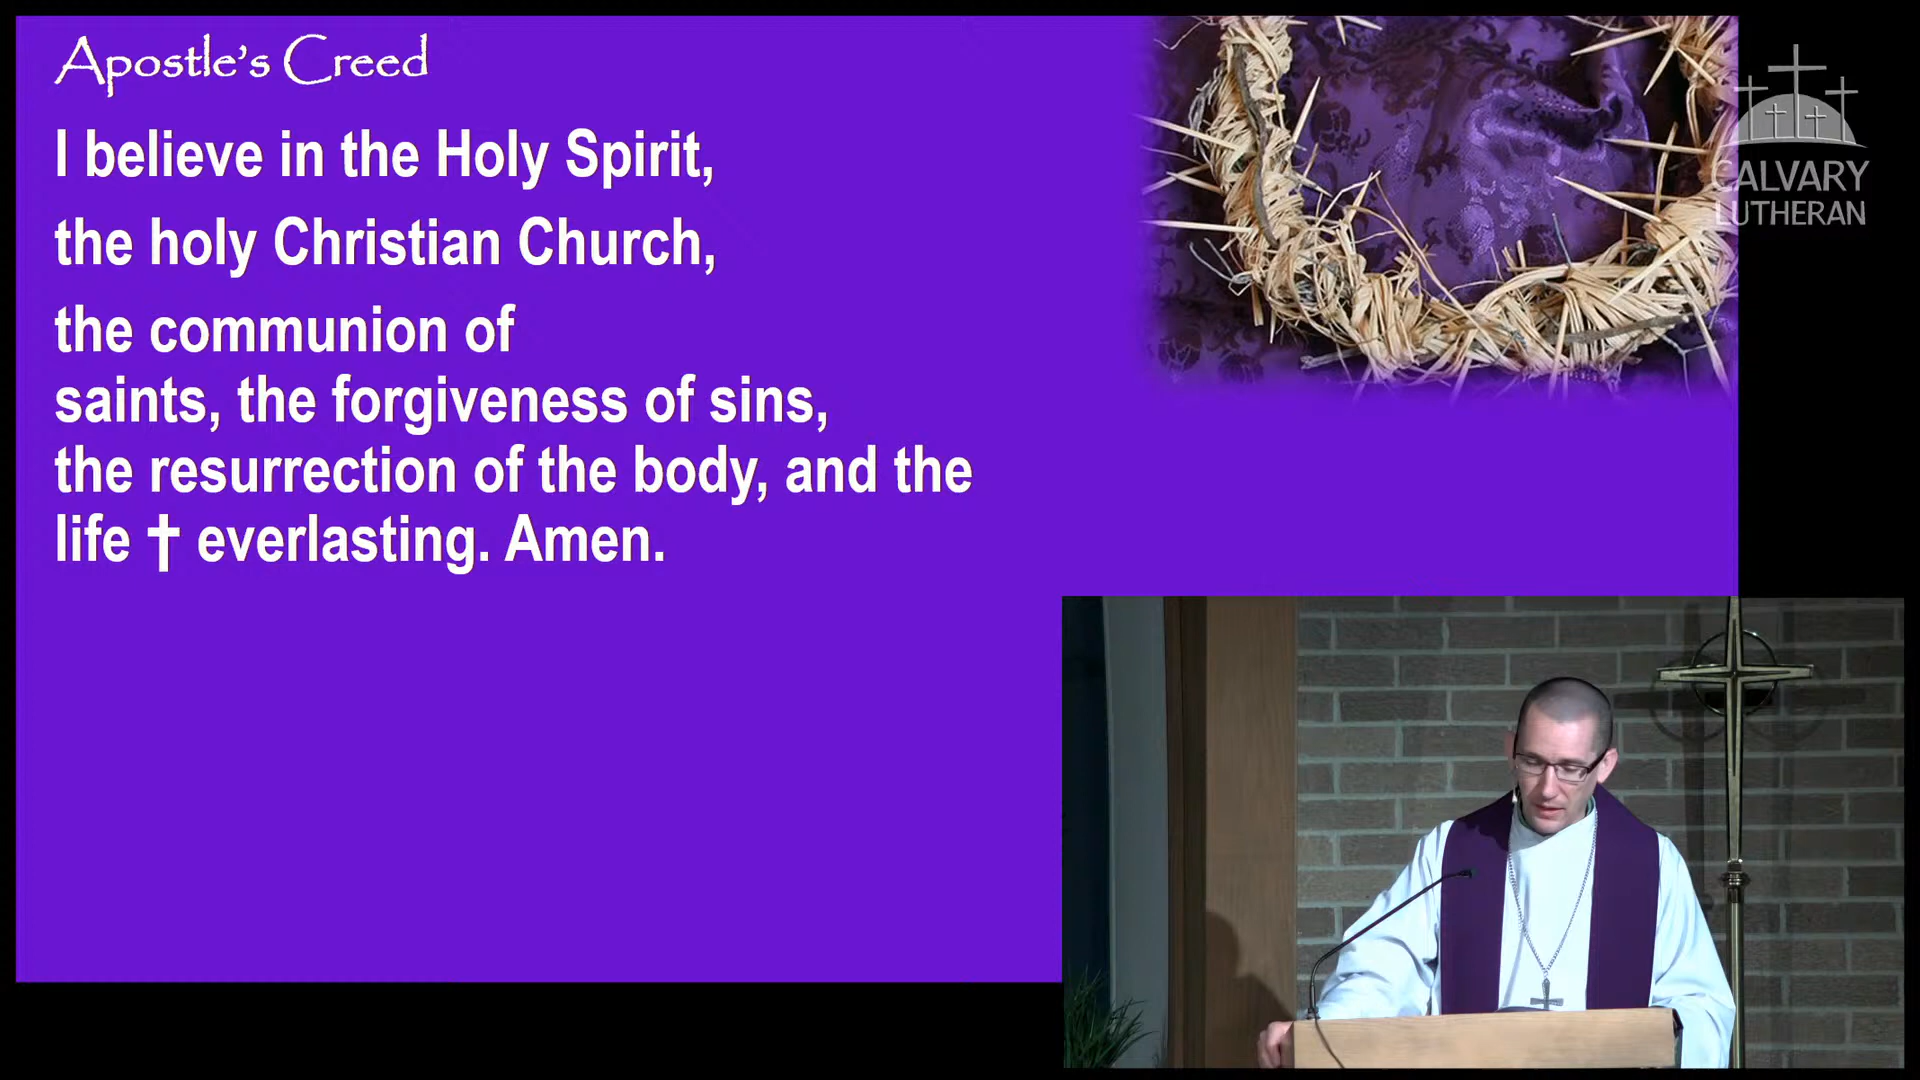 Apostle's Creed
I believe in the Holy Spirit,
the holy Christian Church,
the communion of
saints, the forgiveness of sins,
the resurrection of the body, and the
life † everlasting. Amen.
CALVARY
LUTHERAN